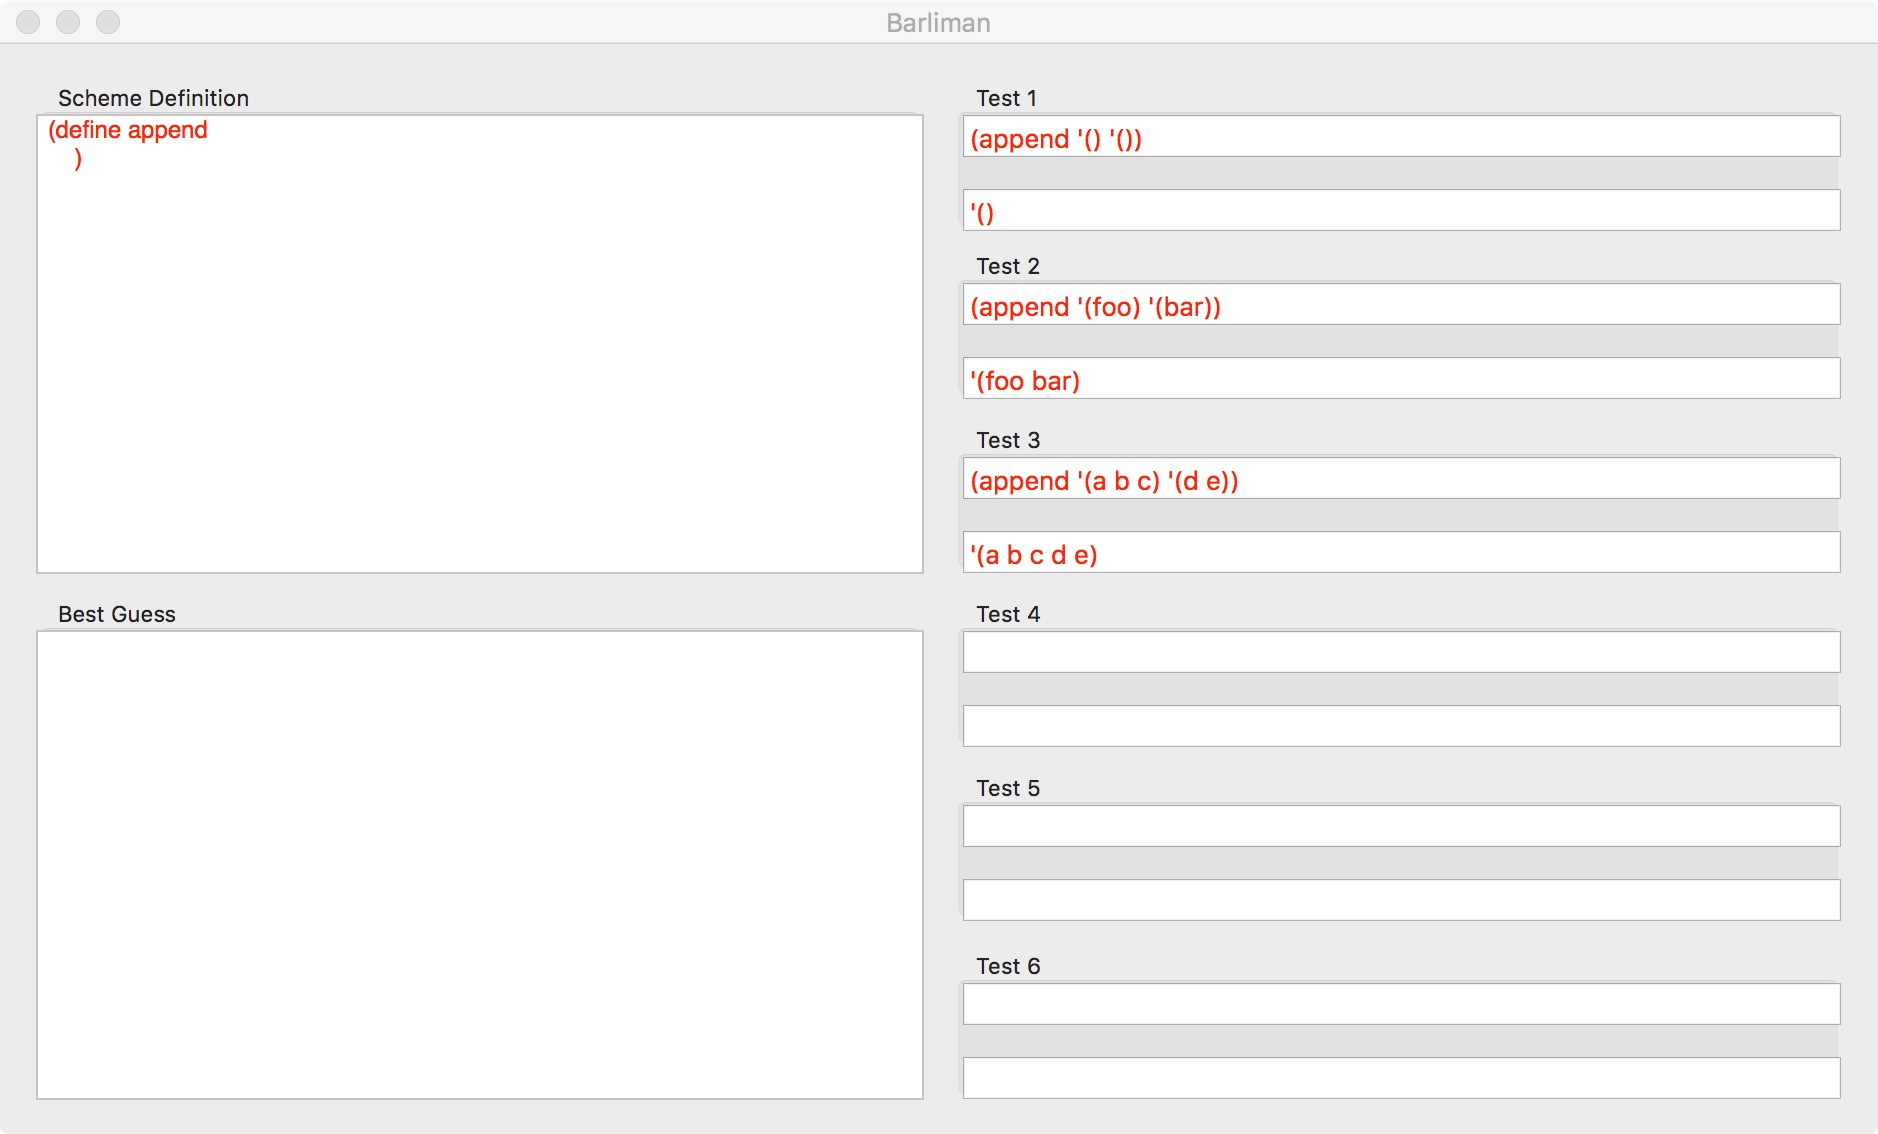 Barliman
Scheme Definition
(define append
)
Best Guess
Test 1
(append '() '())
'()
Test 2
(append '(foo) '(bar))
'(foo bar)
Test 3
(append '(a b c) '(d e))
'(a b c d e)
Test 4
Test 5
Test 6